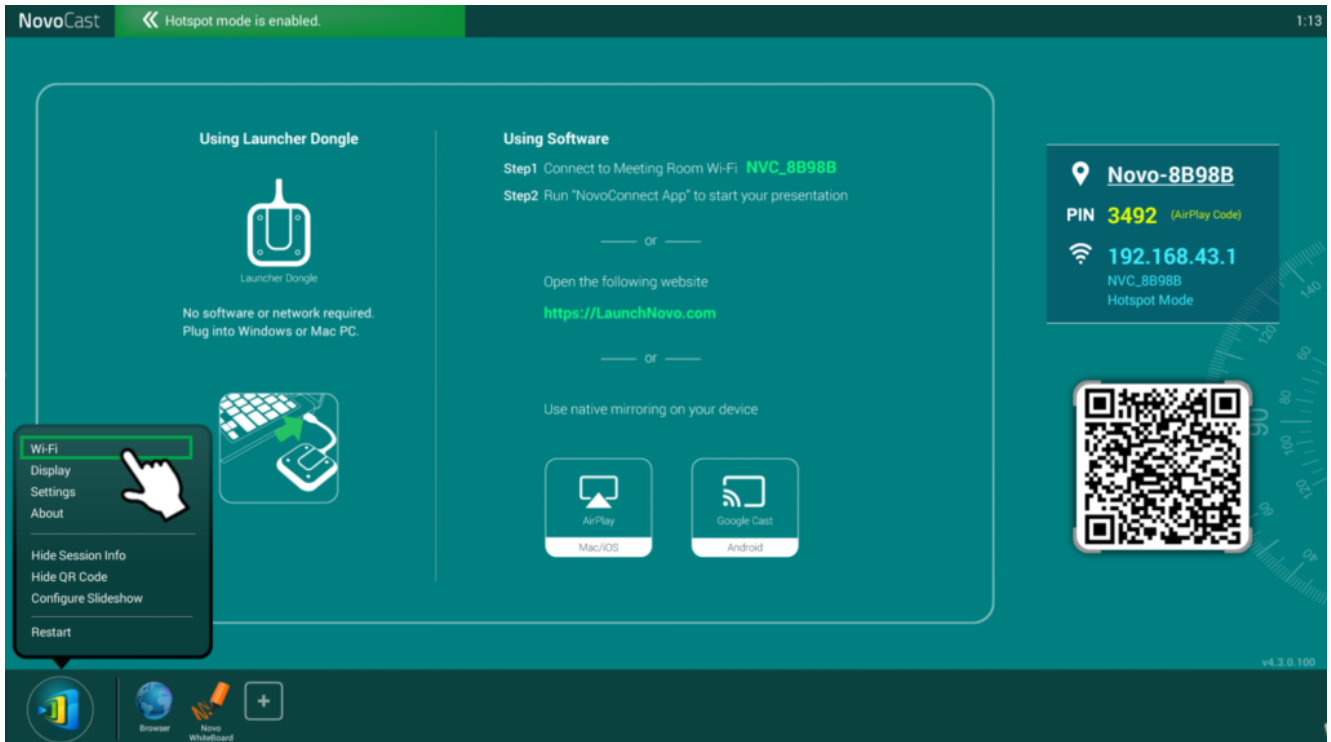 NovoCast
Hotspot mode is enabled.
1:13
Using Launcher Dongle
Launcher Dongle
No software or network required.
Plug into Windows or Mac PC.
Using Software
Step1 Connect to Meeting Room Wi-Fi NVC_8B98B
Step2 Run "NovoConnect App" to start your presentation
or
Open the following website
https://LaunchNovo.com
or
Use native mirroring on your device
AirPlay
Mac/iOS
Google Cast
Android
Novo-8B98B
PIN 3492 (AirPlay Code)
192.168.43.1
NVC_8B98B
Hotspot Mode
Wi-Fi
Display
Settings
About
Hide Session Info
Hide QR Code
Configure Slideshow
Restart
v4.3.0.100
Browser
Novo
WhiteBoard